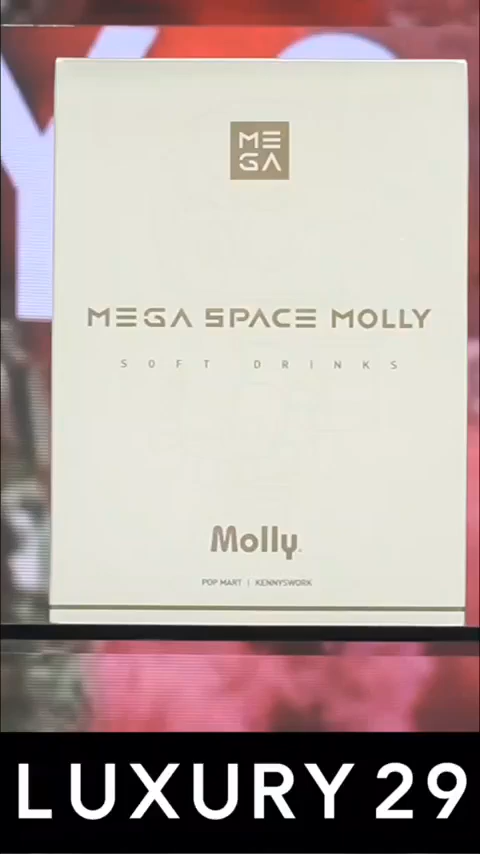 ME
GA
MEGA SPACE MOLLY
SOFT DRINKS
Molly
POP MART | KENNYSWORK
LUXURY 29